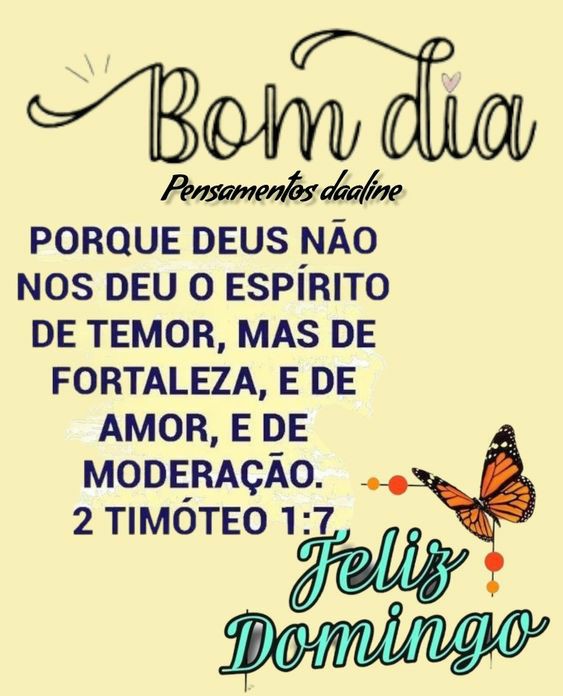 Bom dia
Pensamentos daaline
PORQUE DEUS NÃO
NOS DEU O ESPÍRITO
DE TEMOR, MAS DE
FORTALEZA, E DE
AMOR, E DE
MODERAÇÃO.
2 TIMÓTEO 1:7
Feliz
Domingo